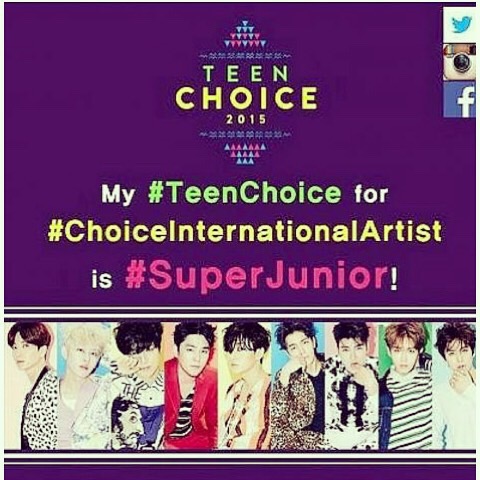 TEEN
CHOICE
2015
My #TeenChoice for
#ChoiceInternationalArtist
is #SuperJunior!